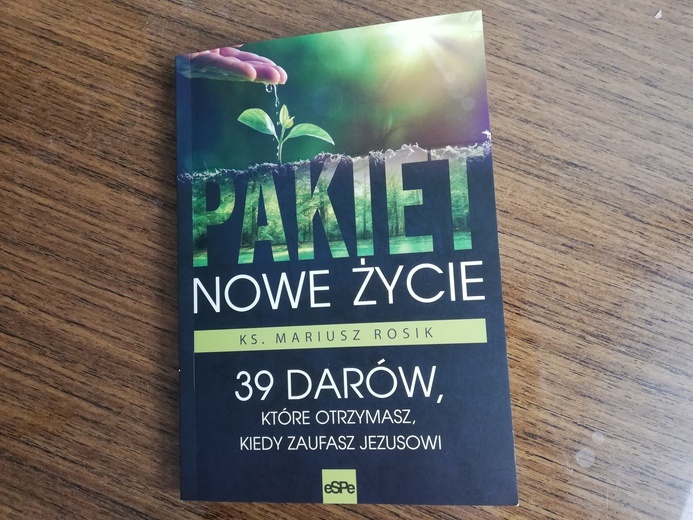 PAKIET
NOWE ŻYCIE
KS. MARIUSZ ROSIK
39 DARÓW,
KTÓRE OTRZYMASZ,
KIEDY ZAUFASZ JEZUSOWI
eSPe